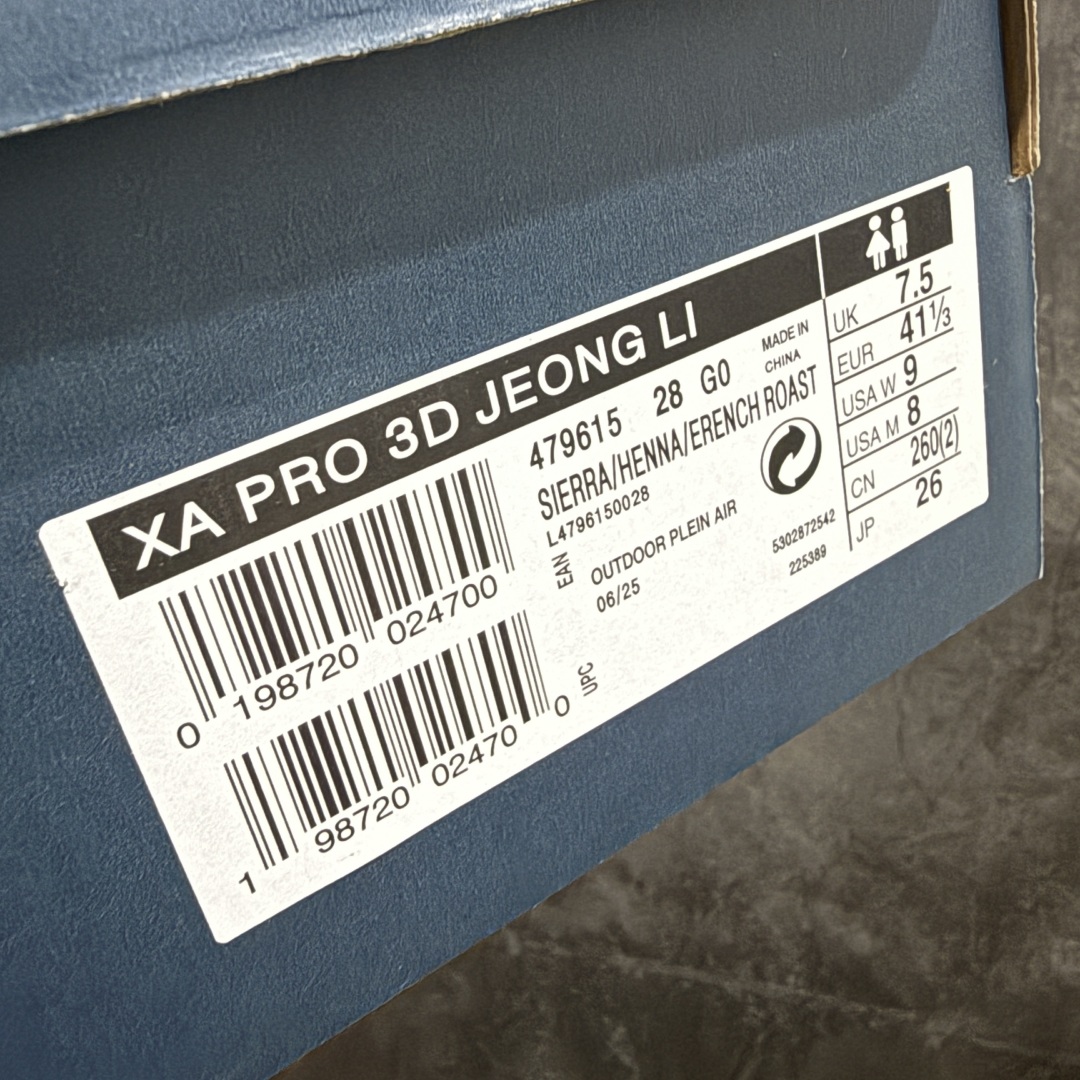 XA PRO 3D JEONG LI
479615 28 G0
MADE IN
CHINA
SIERRA/HENNA/ERENCH ROAST
L4796150028
EAN
OUTDOOR PLEIN AIR
06/25
5302872542
225389
0 198720 024700
UPC
1 98720 02470 0
UK 7.5
EUR 41⅓
USA W 9
USA M 8
CN 260(2)
JP 26